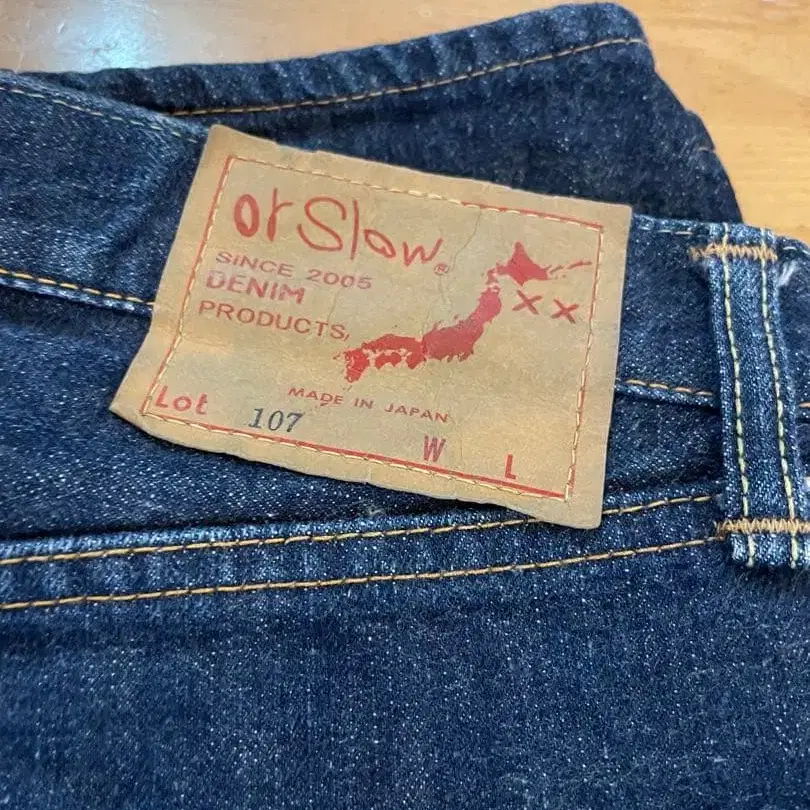 orSlow®
SINCE 2005
DENIM
PRODUCTS,
XX
MADE IN JAPAN
Lot 107 W L